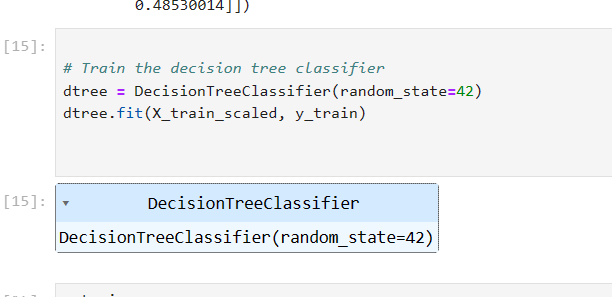 0.48530014]])
[15]:
# Train the decision tree classifier
dtree = DecisionTreeClassifier(random_state=42)
dtree.fit(X_train_scaled, y_train)
[15]:
DecisionTreeClassifier
DecisionTreeClassifier(random_state=42)